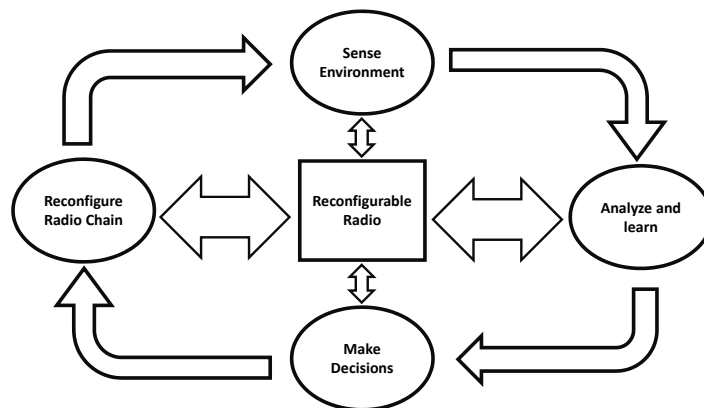 Sense
Environment
Reconfigure
Radio Chain
Reconfigurable
Radio
Analyze and
learn
Make
Decisions